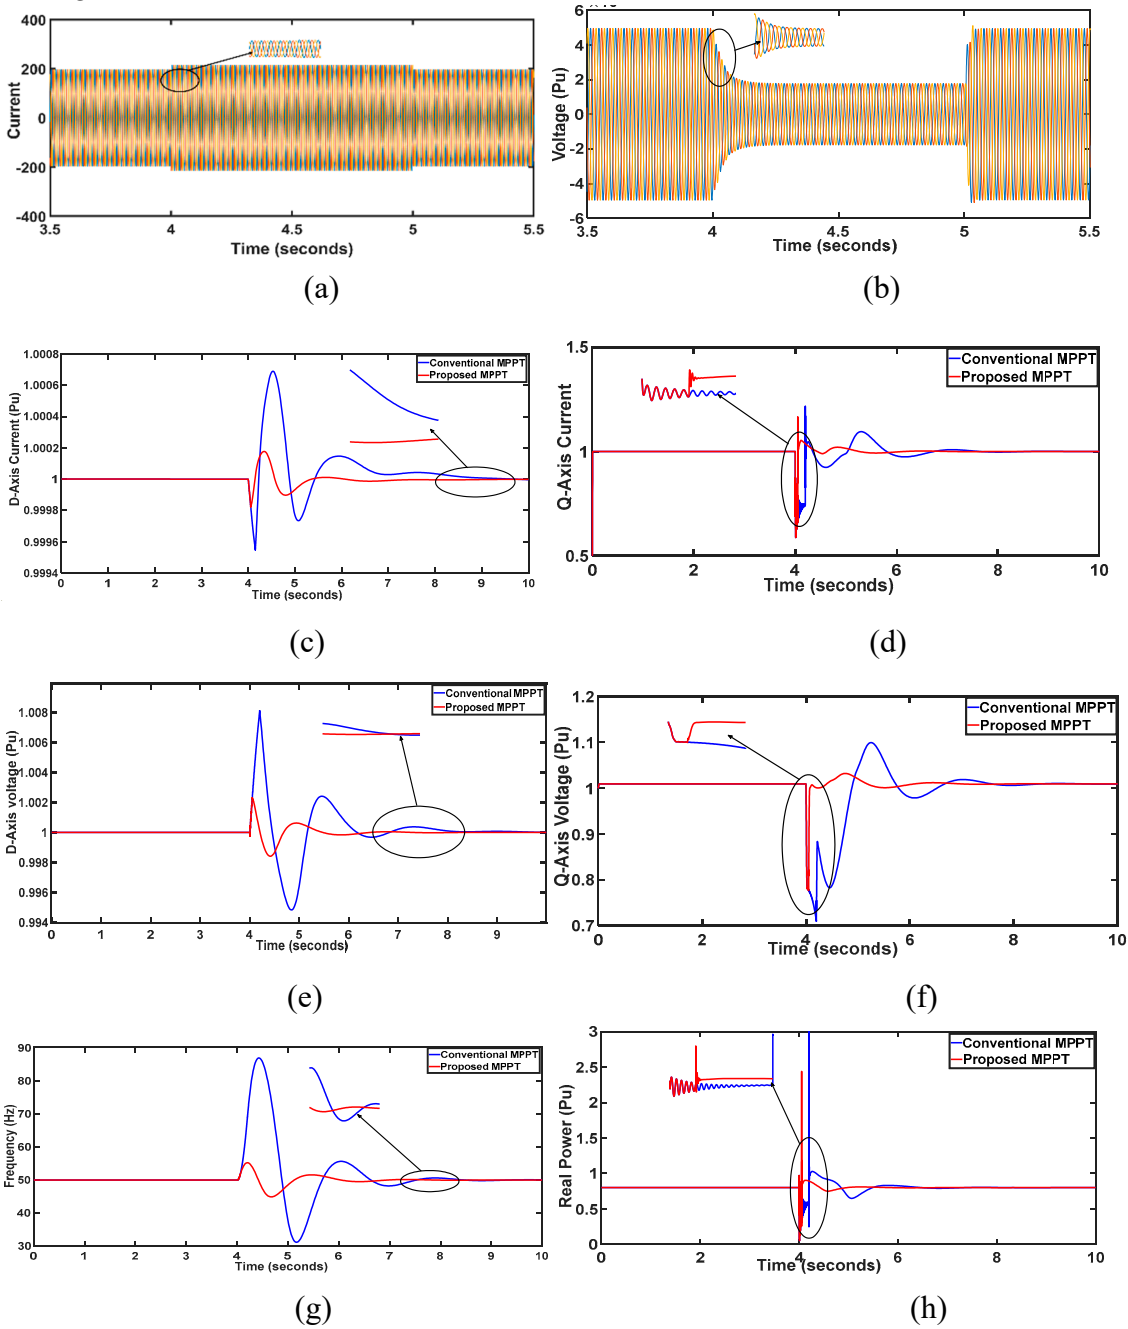 400
200
0
-200
-400
Current
3.5 4 4.5 5 5.5
Time (seconds)
(a)
6
4
2
0
-2
-4
-6
Voltage (Pu)
3.5 4 4.5 5 5.5
Time (seconds)
(b)
1.0008
1.0006
1.0004
1.0002
1
0.9998
0.9996
0.9994
D-Axis Current (Pu)
Conventional MPPT
Proposed MPPT
0 1 2 3 4 5 6 7 8 9 10
Time (seconds)
(c)
1.5
1
0.5
Q-Axis Current
Conventional MPPT
Proposed MPPT
0 2 4 6 8 10
Time (seconds)
(d)
1.008
1.006
1.004
1.002
1
0.998
0.996
0.994
D-Axis voltage (Pu)
Conventional MPPT
Proposed MPPT
0 1 2 3 4 5 6 7 8 9
Time (seconds)
(e)
1.2
1.1
1
0.9
0.8
0.7
Q-Axis Voltage (Pu)
Conventional MPPT
Proposed MPPT
0 2 4 6 8 10
Time (seconds)
(f)
90
80
70
60
50
40
30
Frequency (Hz)
Conventional MPPT
Proposed MPPT
0 1 2 3 4 5 6 7 8 9 10
Time (seconds)
(g)
3
2.5
2
1.5
1
0.5
0
Real Power (Pu)
Conventional MPPT
Proposed MPPT
0 2 4 6 8 10
Time (seconds)
(h)